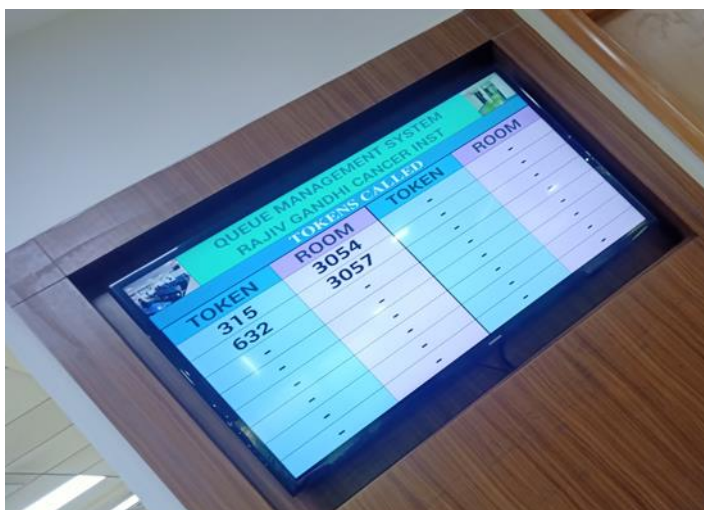 QUEUE MANAGEMENT SYSTEM
RAJIV GANDHI CANCER INST
TOKENS CALLED
TOKEN ROOM TOKEN ROOM
315 3054 - -
632 3057 - -
- - - -
- - - -
- - - -
- - - -
- - - -